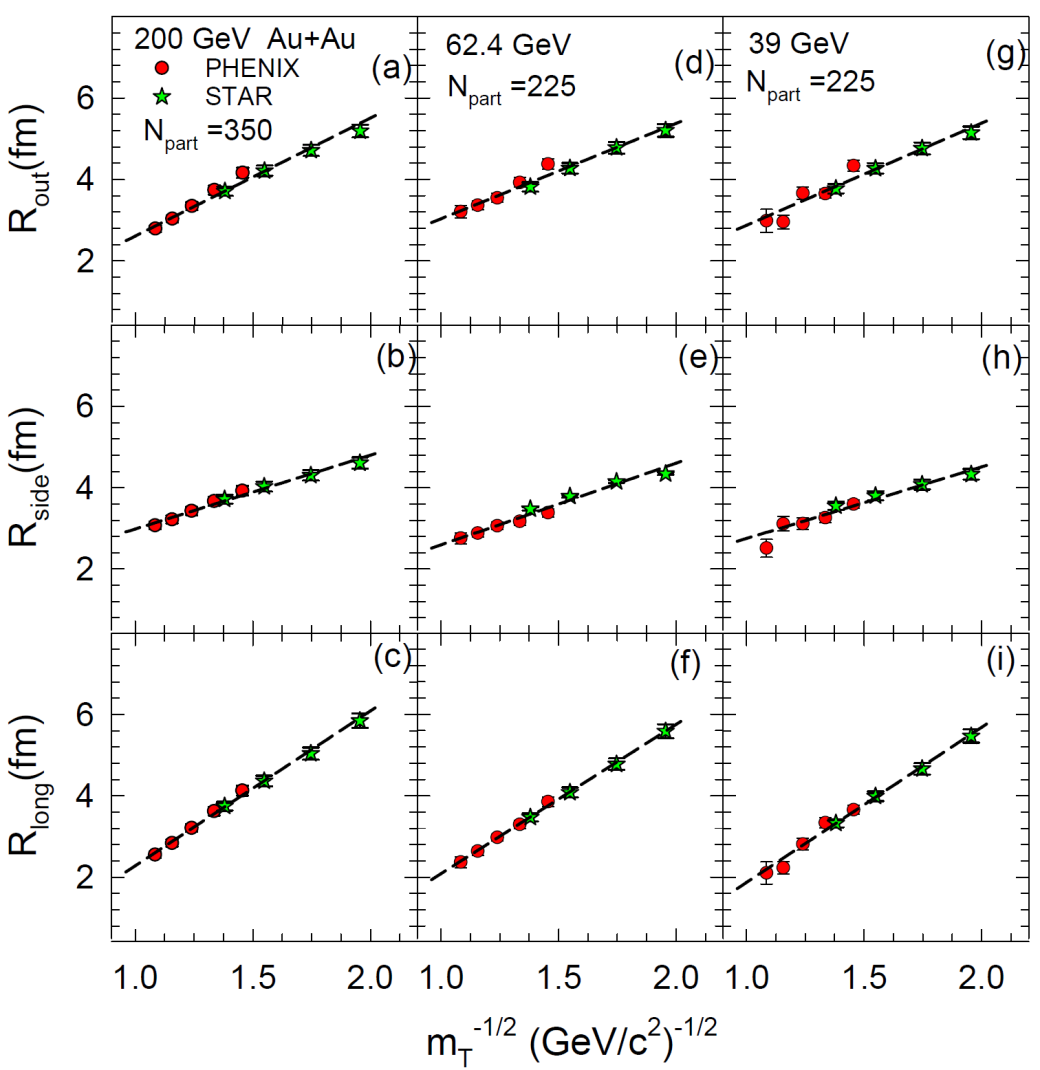 200 GeV Au+Au
PHENIX
STAR
N_part =350
(a)
62.4 GeV
N_part =225
(d)
39 GeV
N_part =225
(g)
R_out(fm)
6
4
2
(b)
(e)
(h)
R_side(fm)
6
4
2
(c)
(f)
(i)
R_long(fm)
6
4
2
1.0 1.5 2.0 1.0 1.5 2.0 1.0 1.5 2.0
m_T^-1/2 (GeV/c^2)^-1/2